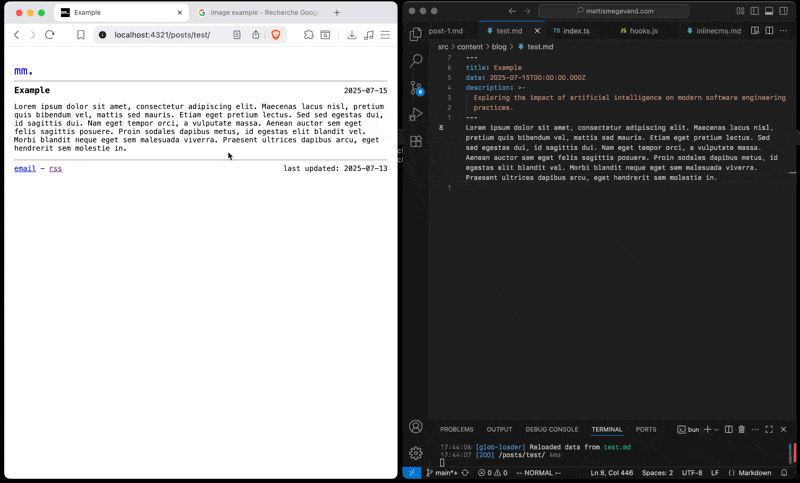 Example
image example – Recherche Goog
localhost:4321/posts/test/
mm.
Example 2025-07-15
Lorem ipsum dolor sit amet, consectetur adipiscing elit. Maecenas lacus nisl, pretium
quis bibendum vel, mattis sed mauris. Etiam eget pretium lectus. Sed sed egestas dui,
id sagittis dui. Nam eget tempor orci, a vulputate massa. Aenean auctor sem eget
felis sagittis posuere. Proin sodales dapibus metus, id egestas elit blandit vel.
Morbi blandit neque eget sem malesuada viverra. Praesent ultrices dapibus arcu, eget
hendrerit sem molestie in.
email – rss last updated: 2025-07-13
mattismegevand.com
post-1.md test.md index.ts hooks.js inlinecms.md
src > content > blog > test.md
7 ---
6 title: Example
5 date: 2025-07-15T00:00:00.000Z
4 description: >-
3 Exploring the impact of artificial intelligence on modern software engineering
2 practices.
1 ---
8 Lorem ipsum dolor sit amet, consectetur adipiscing elit. Maecenas lacus nisl,
pretium quis bibendum vel, mattis sed mauris. Etiam eget pretium lectus. Sed
sed egestas dui, id sagittis dui. Nam eget tempor orci, a vulputate massa.
Aenean auctor sem eget felis sagittis posuere. Proin sodales dapibus metus, id
egestas elit blandit vel. Morbi blandit neque eget sem malesuada viverra.
Praesent ultrices dapibus arcu, eget hendrerit sem molestie in.
1
PROBLEMS OUTPUT DEBUG CONSOLE TERMINAL PORTS bun
17:44:06 [glob-loader] Reloaded data from test.md
17:44:07 [200] /posts/test/ 4ms
main*+ 0 0 -- NORMAL -- Ln 8, Col 446 Spaces: 2 UTF-8 LF {} Markdown